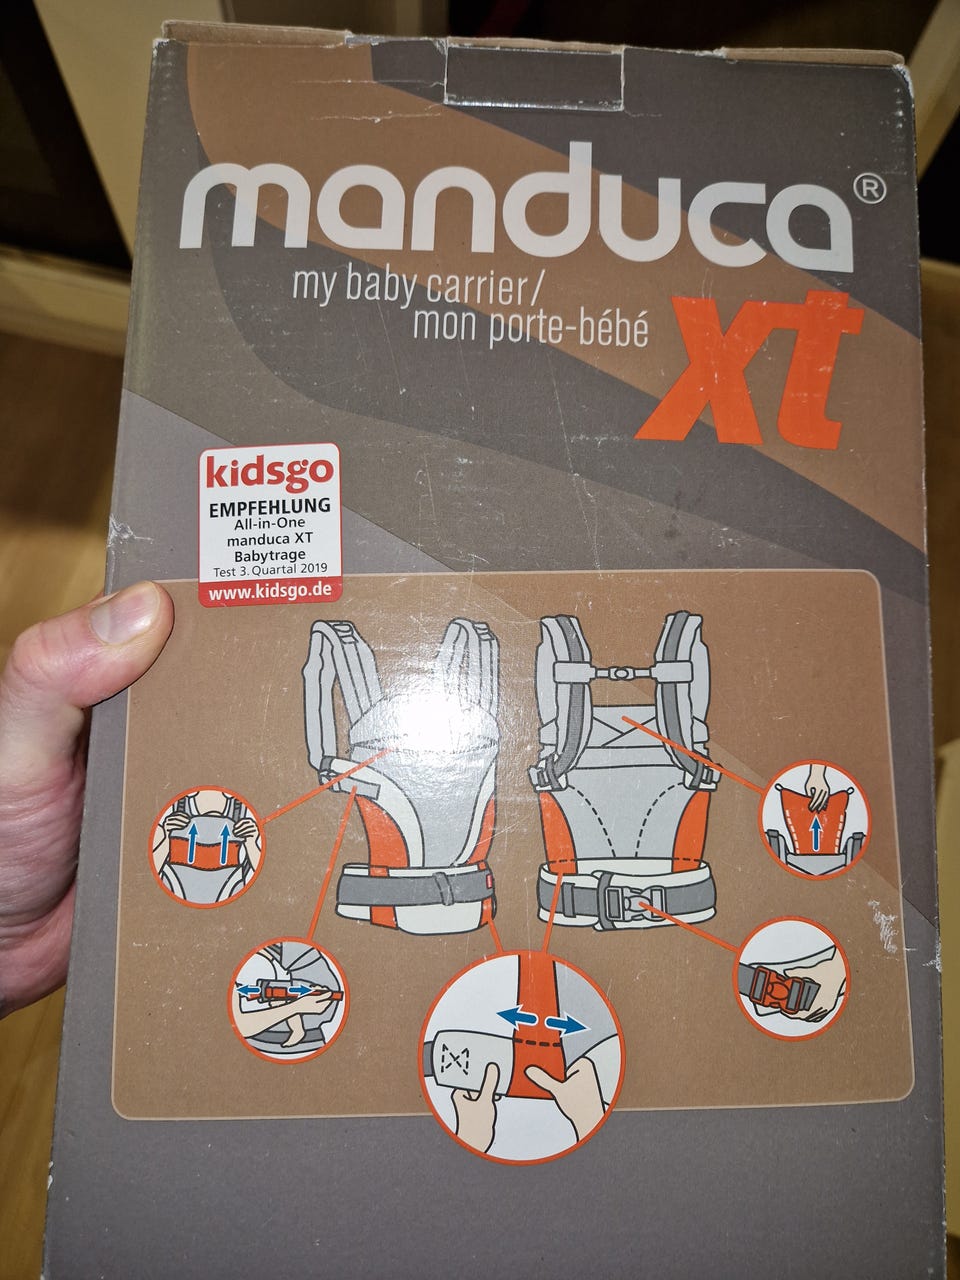 manduca®
my baby carrier/
mon porte-bébé
xt
kidsgo
EMPFEHLUNG
All-in-One
manduca XT
Babytrage
Test 3. Quartal 2019
www.kidsgo.de